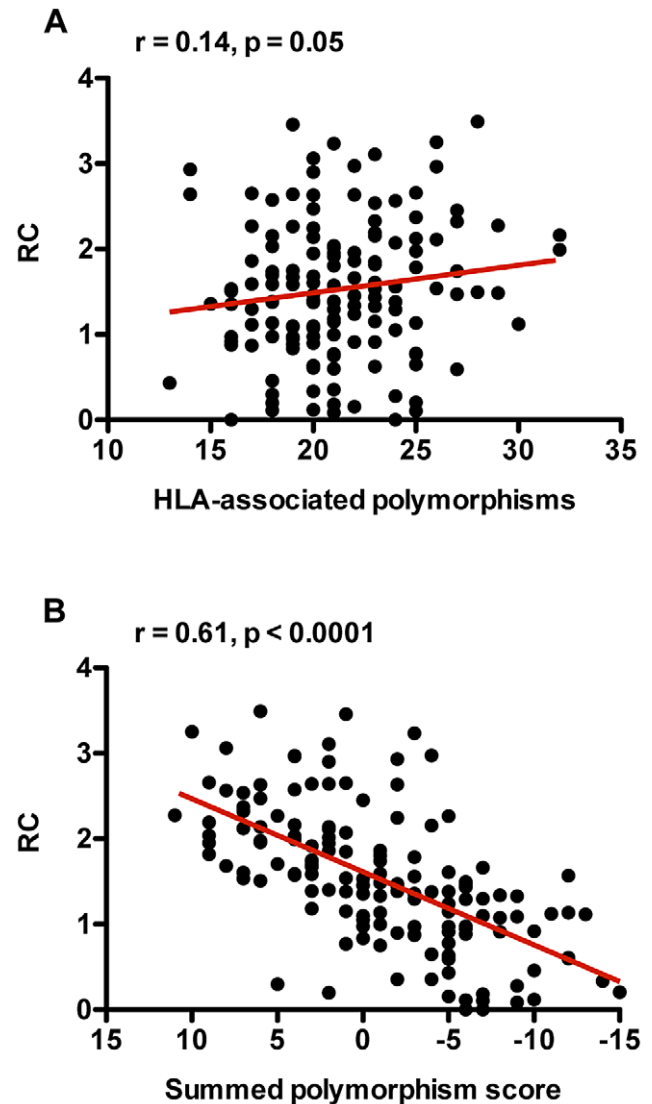 A
r = 0.14, p = 0.05
4
3
2
1
0
RC
10 15 20 25 30 35
HLA-associated polymorphisms
B
r = 0.61, p < 0.0001
4
3
2
1
0
RC
15 10 5 0 -5 -10 -15
Summed polymorphism score